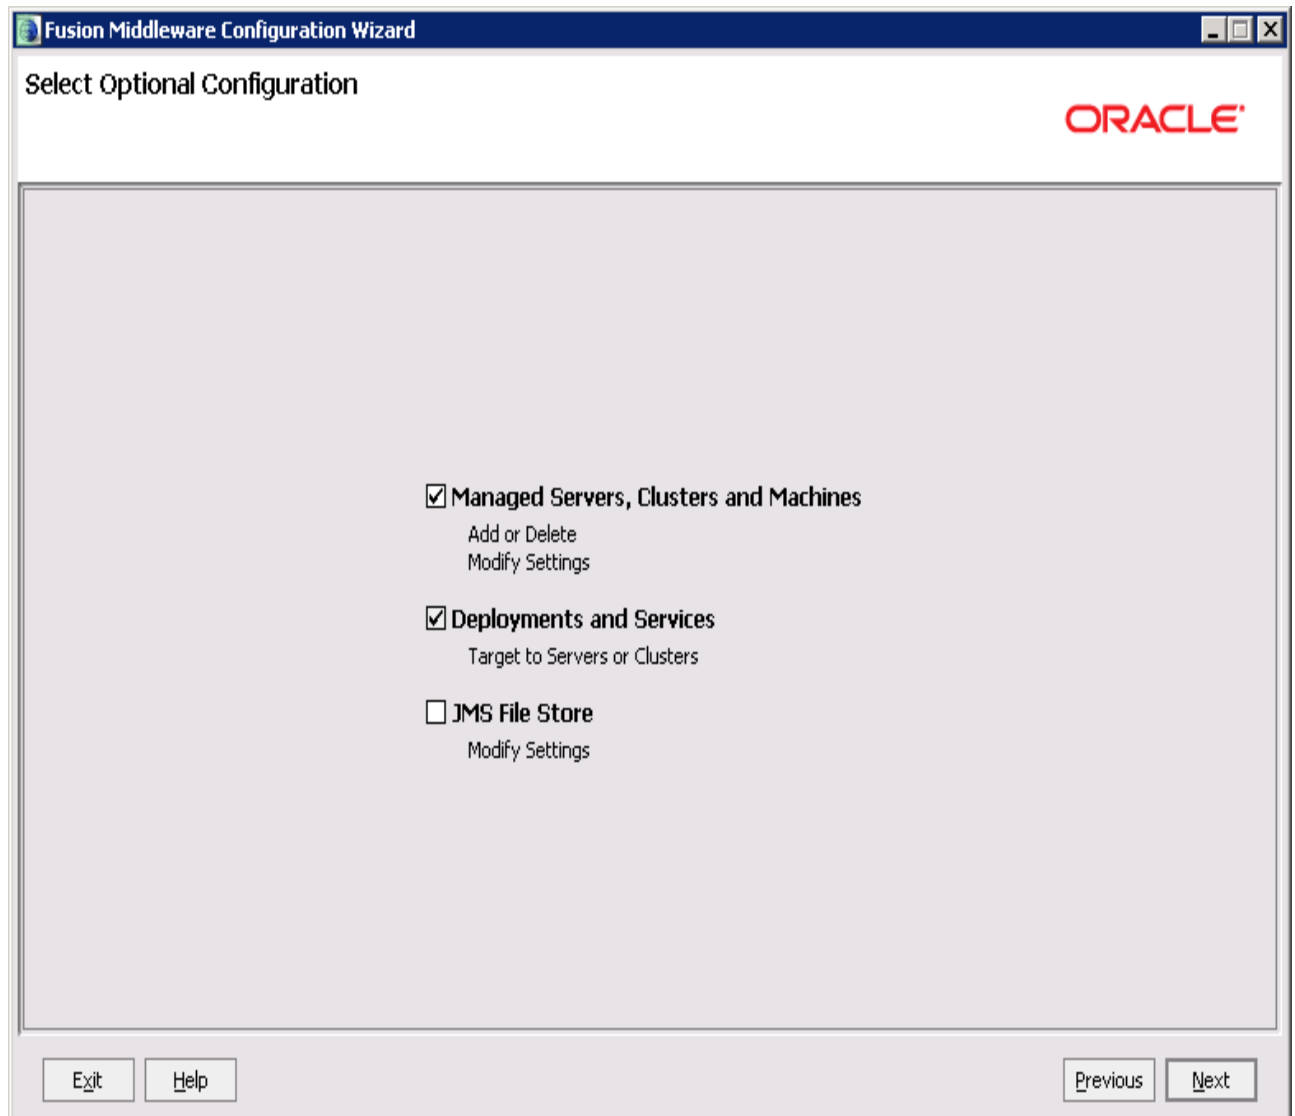 Fusion Middleware Configuration Wizard
Select Optional Configuration
ORACLE
Managed Servers, Clusters and Machines
Add or Delete
Modify Settings
Deployments and Services
Target to Servers or Clusters
JMS File Store
Modify Settings
Exit Help Previous Next